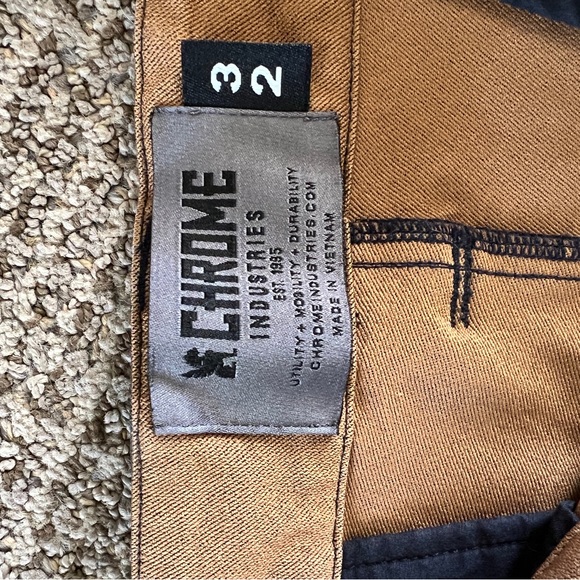 32
CHROME
INDUSTRIES
EST. 1995
UTILITY + MOBILITY + DURABILITY
CHROMEINDUSTRIES.COM
MADE IN VIETNAM